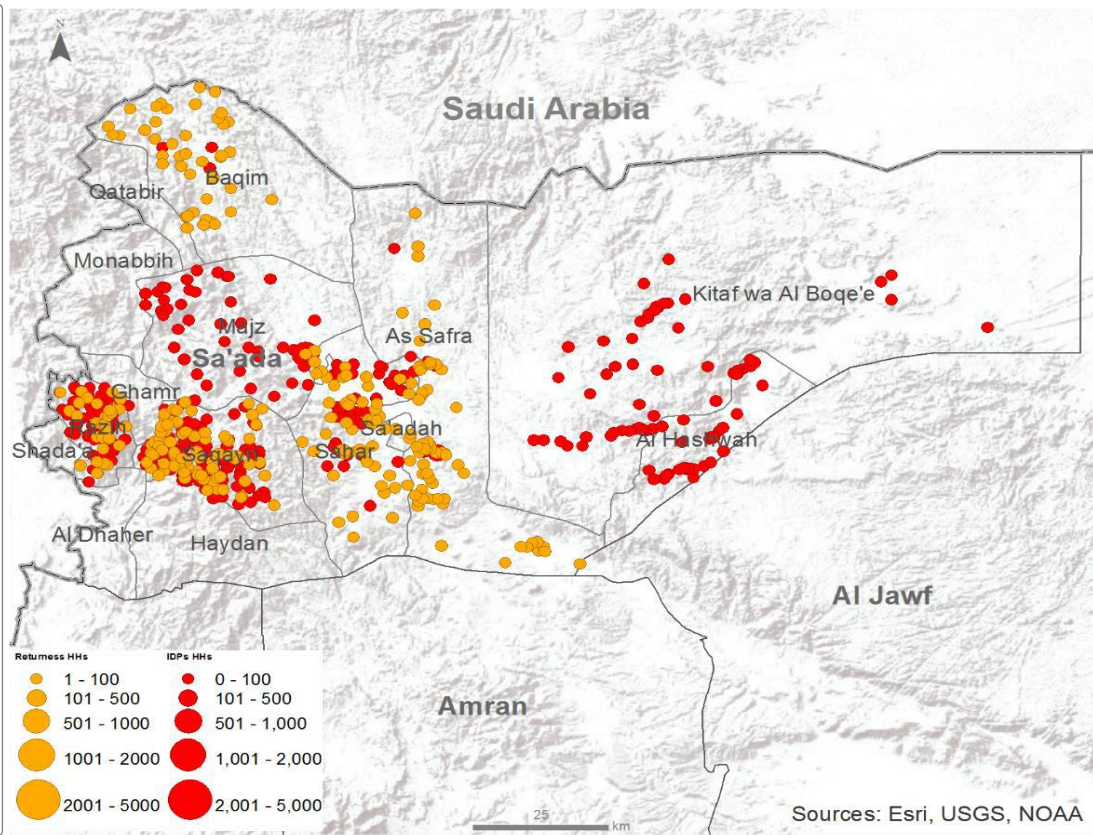 N
Saudi Arabia
Baqim
Qatabir
Monabbih
Kitaf wa Al Boqe'e
Majz
As Safra
Sa'ada
Ghamr
Razih
Sa'adah
Shada'a
Saqayn
Sahar
Al Hashwah
Al Dhaher
Haydan
Al Jawf
Amran
Returness HHs
1 - 100
101 - 500
501 - 1000
1001 - 2000
2001 - 5000
IDPs HHs
0 - 100
101 - 500
501 - 1,000
1,001 - 2,000
2,001 - 5,000
25
km
Sources: Esri, USGS, NOAA